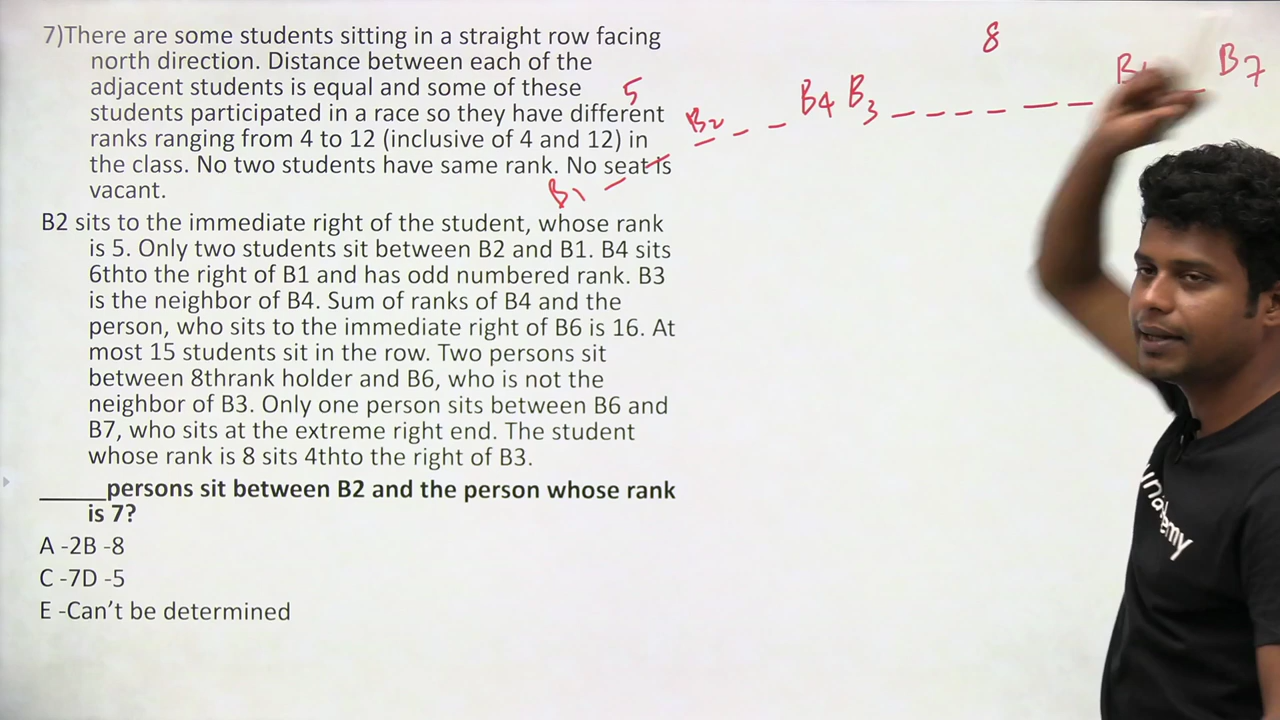 7)There are some students sitting in a straight row facing
north direction. Distance between each of the
adjacent students is equal and some of these
students participated in a race so they have different
ranks ranging from 4 to 12 (inclusive of 4 and 12) in
the class. No two students have same rank. No seat is
vacant.
B2 sits to the immediate right of the student, whose rank
is 5. Only two students sit between B2 and B1. B4 sits
6thto the right of B1 and has odd numbered rank. B3
is the neighbor of B4. Sum of ranks of B4 and the
person, who sits to the immediate right of B6 is 16. At
most 15 students sit in the row. Two persons sit
between 8thrank holder and B6, who is not the
neighbor of B3. Only one person sits between B6 and
B7, who sits at the extreme right end. The student
whose rank is 8 sits 4thto the right of B3.
______persons sit between B2 and the person whose rank
is 7?
A -2B -8
C -7D -5
E -Can't be determined
8
5
B1 B2 B4 B3 B7
unademy